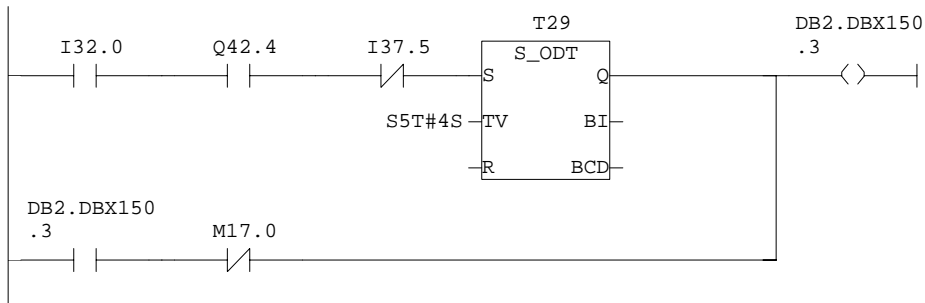 T29
DB2.DBX150
.3
I32.0
Q42.4
I37.5
S_ODT
S
Q
S5T#4S
TV
BI
R
BCD
DB2.DBX150
.3
M17.0